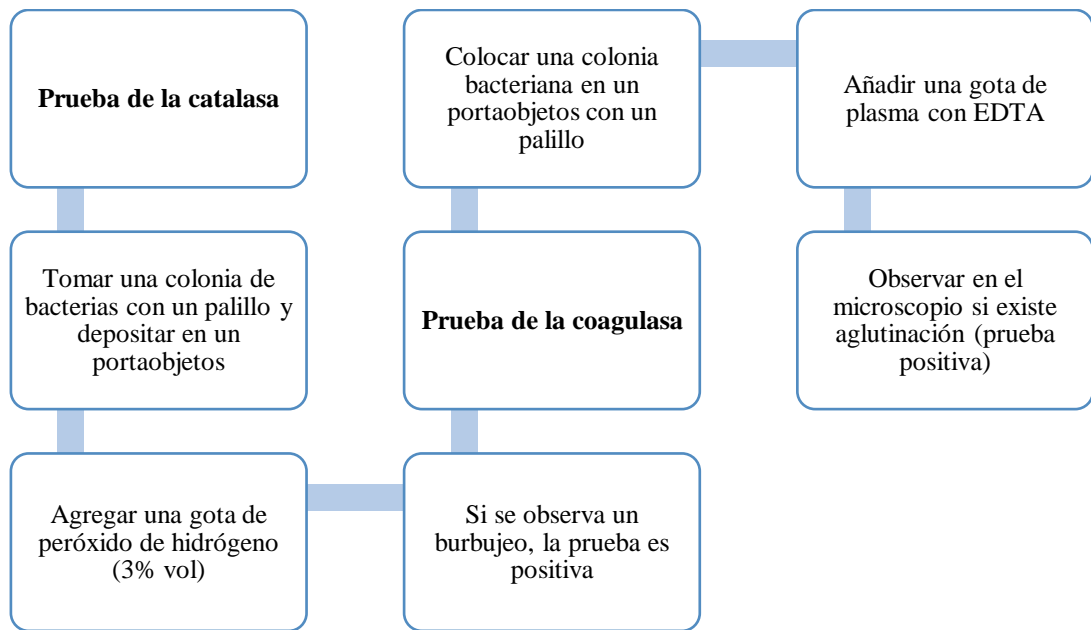 Prueba de la catalasa
Tomar una colonia de
bacterias con un palillo y
depositar en un
portaobjetos
Agregar una gota de
peróxido de hidrógeno
(3% vol)
Si se observa un
burbujeo, la prueba es
positiva
Prueba de la coagulasa
Colocar una colonia
bacteriana en un
portaobjetos con un
palillo
Añadir una gota de
plasma con EDTA
Observar en el
microscopio si existe
aglutinación (prueba
positiva)